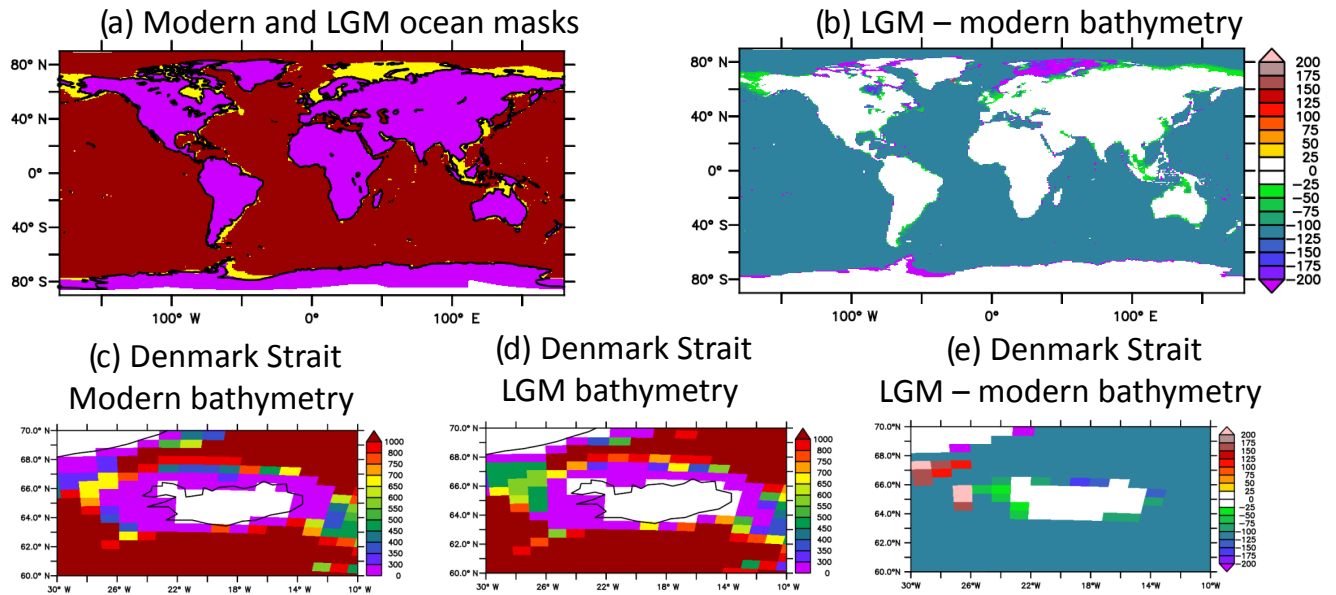 (a) Modern and LGM ocean masks
(b) LGM – modern bathymetry
80° N
40° N
0°
40° S
80° S
100° W
0°
100° E
80° N
40° N
0°
40° S
80° S
100° W
0°
100° E
200
175
150
125
100
75
50
25
0
−25
−50
−75
−100
−125
−150
−175
−200
(c) Denmark Strait
Modern bathymetry
70.0° N
68.0° N
66.0° N
64.0° N
62.0° N
60.0° N
30° W
26° W
22° W
18° W
14° W
10° W
1000
900
800
700
650
600
550
500
450
400
350
300
0
(d) Denmark Strait
LGM bathymetry
70.0° N
68.0° N
66.0° N
64.0° N
62.0° N
60.0° N
30° W
26° W
22° W
18° W
14° W
10° W
1000
900
800
700
650
600
550
500
450
400
350
300
0
(e) Denmark Strait
LGM – modern bathymetry
70.0° N
68.0° N
66.0° N
64.0° N
62.0° N
60.0° N
30° W
26° W
22° W
18° W
14° W
10° W
200
175
150
125
100
75
50
25
0
−25
−50
−75
−100
−125
−150
−175
−200